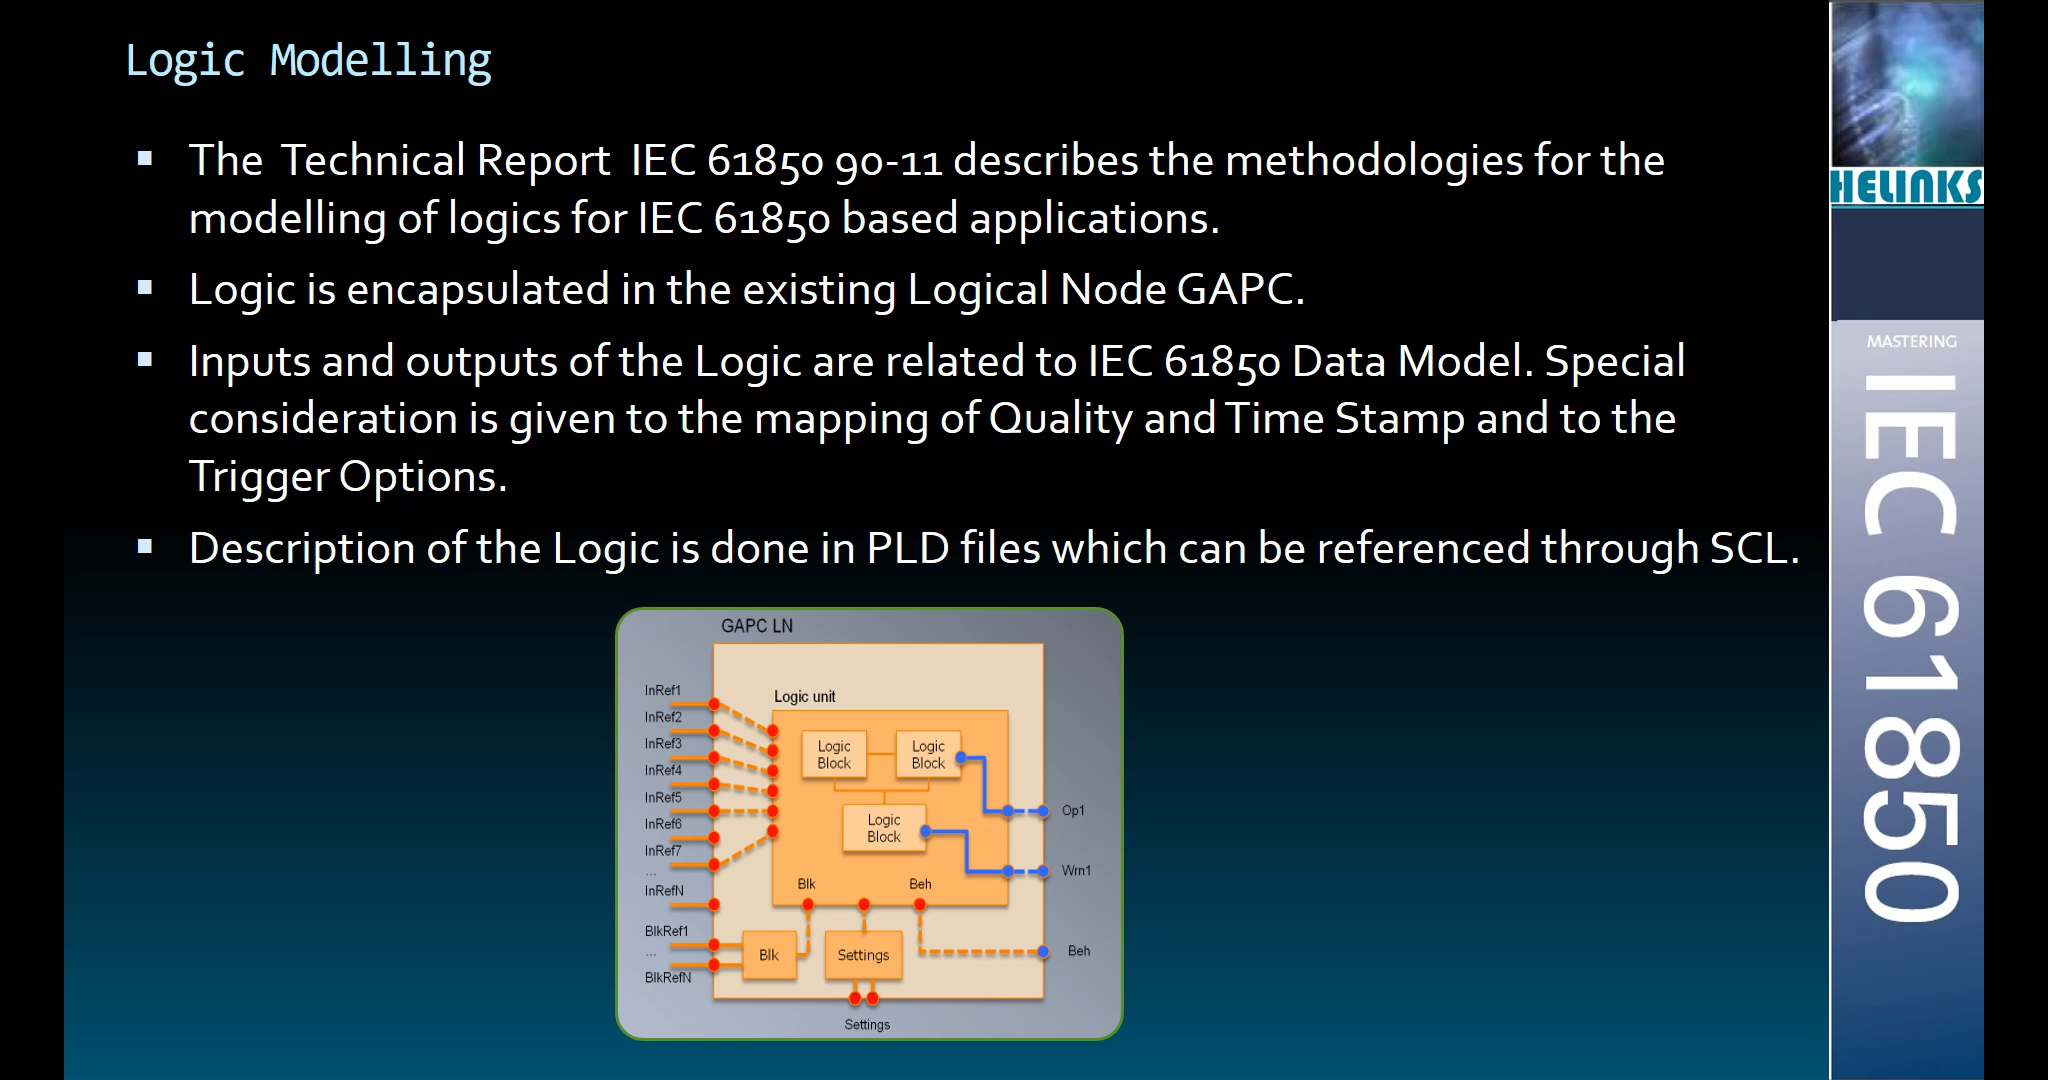 Logic Modelling
The Technical Report IEC 61850 90-11 describes the methodologies for the
modelling of logics for IEC 61850 based applications.
Logic is encapsulated in the existing Logical Node GAPC.
Inputs and outputs of the Logic are related to IEC 61850 Data Model. Special
consideration is given to the mapping of Quality and Time Stamp and to the
Trigger Options.
Description of the Logic is done in PLD files which can be referenced through SCL.
GAPC LN
InRef1
InRef2
InRef3
InRef4
InRef5
InRef6
InRef7
...
InRefN
BlkRef1
...
BlkRefN
Logic unit
Logic
Block
Logic
Block
Logic
Block
Blk
Beh
Blk
Settings
Settings
Op1
Wrn1
Beh
HELINKS
MASTERING
IEC 61850